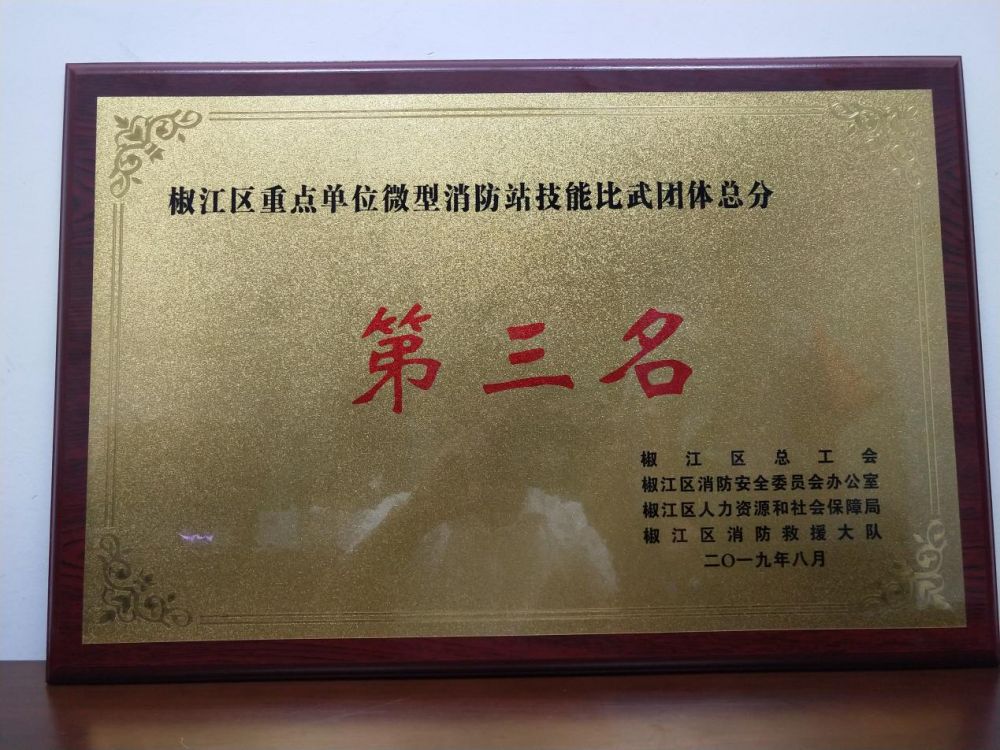 椒江区重点单位微型消防站技能比武团体总分
第三名
椒江区总工会
椒江区消防安全委员会办公室
椒江区人力资源和社会保障局
椒江区消防救援大队
二〇一九年八月